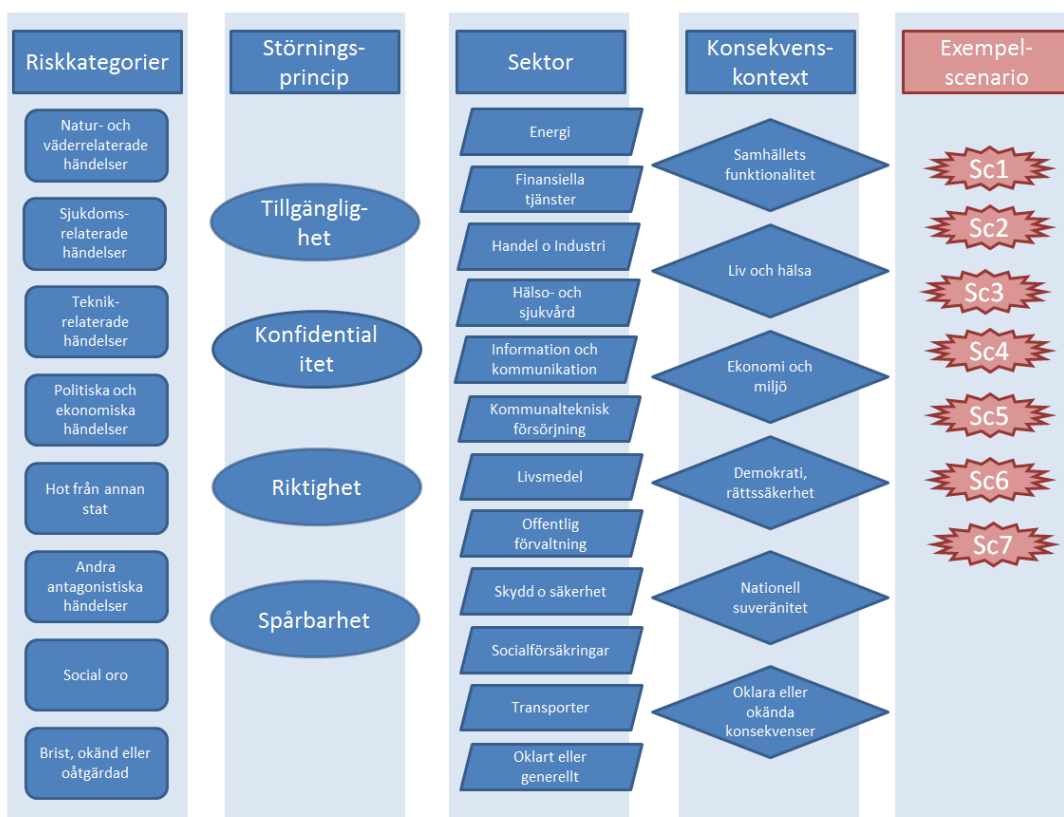 Riskkategorier
Natur- och
väderrelaterade
händelser
Sjukdoms-
relaterade
händelser
Teknik-
relaterade
händelser
Politiska och
ekonomiska
händelser
Hot från annan
stat
Andra
antagonistiska
händelser
Social oro
Brist, okänd eller
oåtgärdad
Störnings-
princip
Tillgänglig-
het
Konfidential
itet
Riktighet
Spårbarhet
Sektor
Energi
Finansiella
tjänster
Handel o Industri
Hälso- och
sjukvård
Information och
kommunikation
Kommunalteknisk
försörjning
Livsmedel
Offentlig
förvaltning
Skydd o säkerhet
Socialförsäkringar
Transporter
Oklart eller
generellt
Konsekvens-
kontext
Samhällets
funktionalitet
Liv och hälsa
Ekonomi och
miljö
Demokrati,
rättssäkerhet
Nationell
suveränitet
Oklara eller
okända
konsekvenser
Exempel-
scenario
Sc1
Sc2
Sc3
Sc4
Sc5
Sc6
Sc7